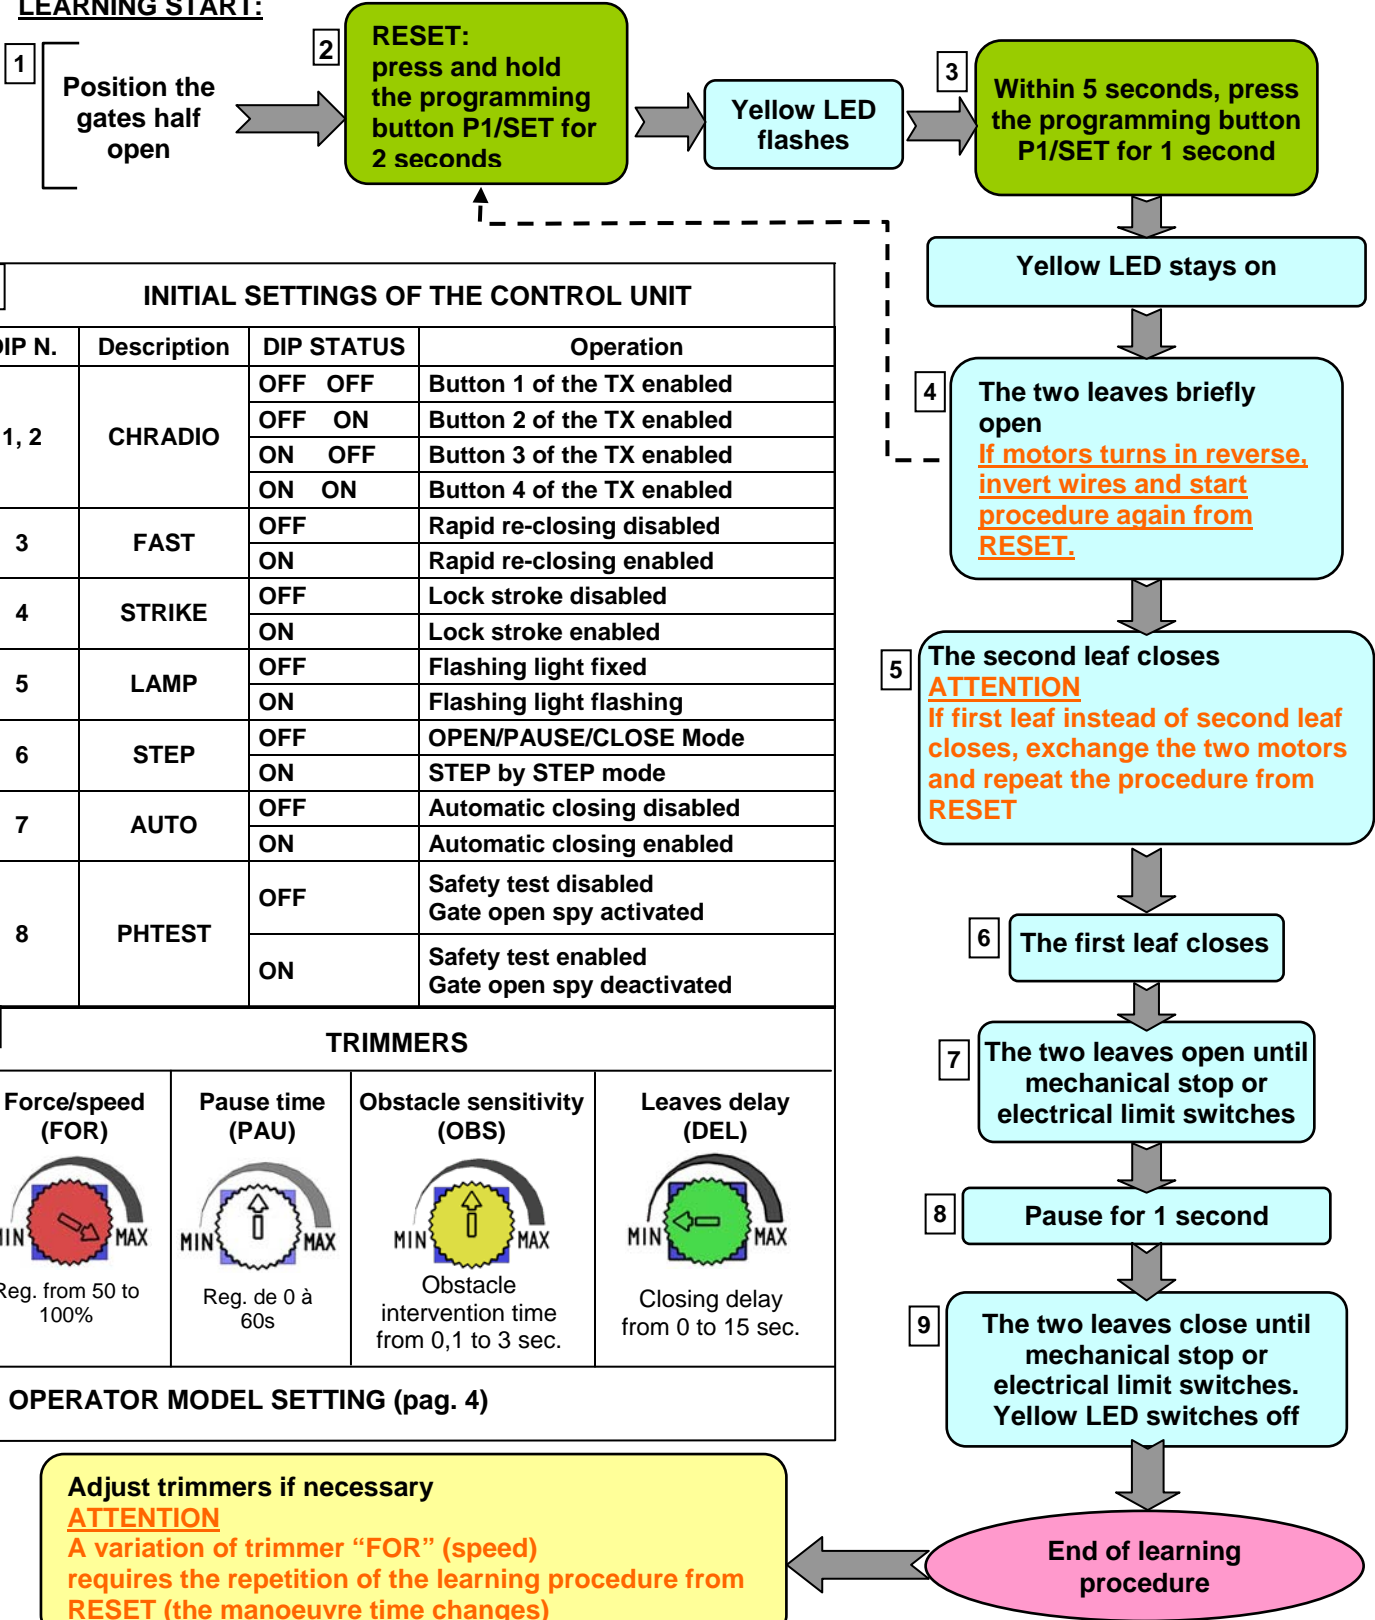 LEARNING START:
1
Position the
gates half
open
2
RESET:
press and hold
the programming
button P1/SET for
2 seconds
Yellow LED
flashes
3
Within 5 seconds, press
the programming button
P1/SET for 1 second
Yellow LED stays on
4
The two leaves briefly
open
If motors turns in reverse,
invert wires and start
procedure again from
RESET.
5
The second leaf closes
ATTENTION
If first leaf instead of second leaf
closes, exchange the two motors
and repeat the procedure from
RESET
6
The first leaf closes
7
The two leaves open until
mechanical stop or
electrical limit switches
8
Pause for 1 second
9
The two leaves close until
mechanical stop or
electrical limit switches.
Yellow LED switches off
End of learning
procedure
INITIAL SETTINGS OF THE CONTROL UNIT
DIP N. Description DIP STATUS Operation
1, 2 CHRADIO
OFF OFF Button 1 of the TX enabled
OFF ON Button 2 of the TX enabled
ON OFF Button 3 of the TX enabled
ON ON Button 4 of the TX enabled
3 FAST
OFF Rapid re-closing disabled
ON Rapid re-closing enabled
4 STRIKE
OFF Lock stroke disabled
ON Lock stroke enabled
5 LAMP
OFF Flashing light fixed
ON Flashing light flashing
6 STEP
OFF OPEN/PAUSE/CLOSE Mode
ON STEP by STEP mode
7 AUTO
OFF Automatic closing disabled
ON Automatic closing enabled
8 PHTEST
OFF Safety test disabled
Gate open spy activated
ON Safety test enabled
Gate open spy deactivated
TRIMMERS
Force/speed
(FOR)
MIN MAX
Reg. from 50 to
100%
Pause time
(PAU)
MIN MAX
Reg. de 0 à
60s
Obstacle sensitivity
(OBS)
MIN MAX
Obstacle
intervention time
from 0,1 to 3 sec.
Leaves delay
(DEL)
MIN MAX
Closing delay
from 0 to 15 sec.
OPERATOR MODEL SETTING (pag. 4)
Adjust trimmers if necessary
ATTENTION
A variation of trimmer “FOR” (speed)
requires the repetition of the learning procedure from
RESET (the manoeuvre time changes)